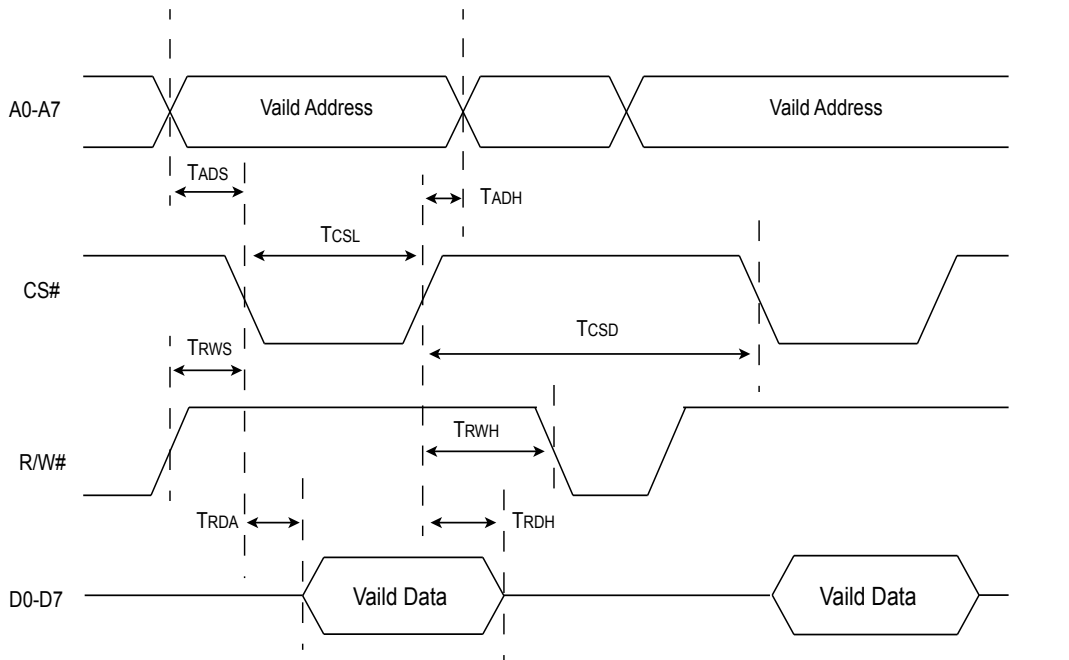 A0-A7
Vaild Address
Vaild Address
TADS
TADH
TCSL
CS#
TCSD
TRWS
TRWH
R/W#
TRDA
TRDH
D0-D7
Vaild Data
Vaild Data